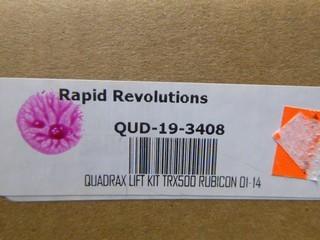 Rapid Revolutions
QUD-19-3408
QUADRAX LIFT KIT TRX500 RUBICON 01-14